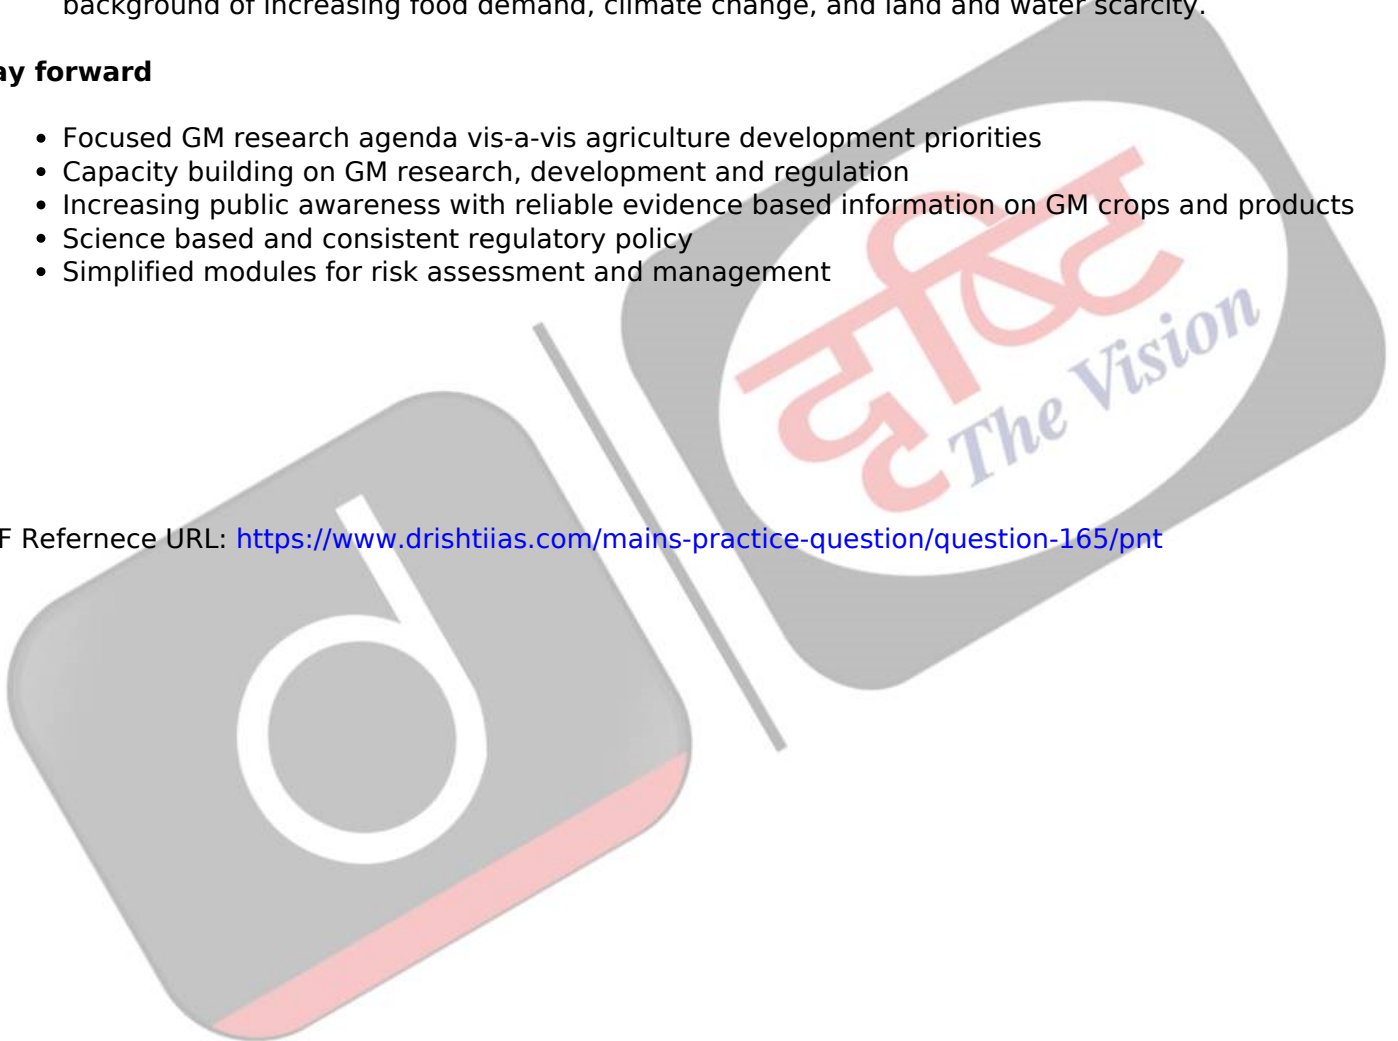 background of increasing food demand, climate change, and land and water scarcity.
ay forward
• Focused GM research agenda vis-a-vis agriculture development priorities
• Capacity building on GM research, development and regulation
• Increasing public awareness with reliable evidence based information on GM crops and products
• Science based and consistent regulatory policy
• Simplified modules for risk assessment and management
दृष्टि
The Vision
F Refernece URL: https://www.drishtiias.com/mains-practice-question/question-165/pnt
d